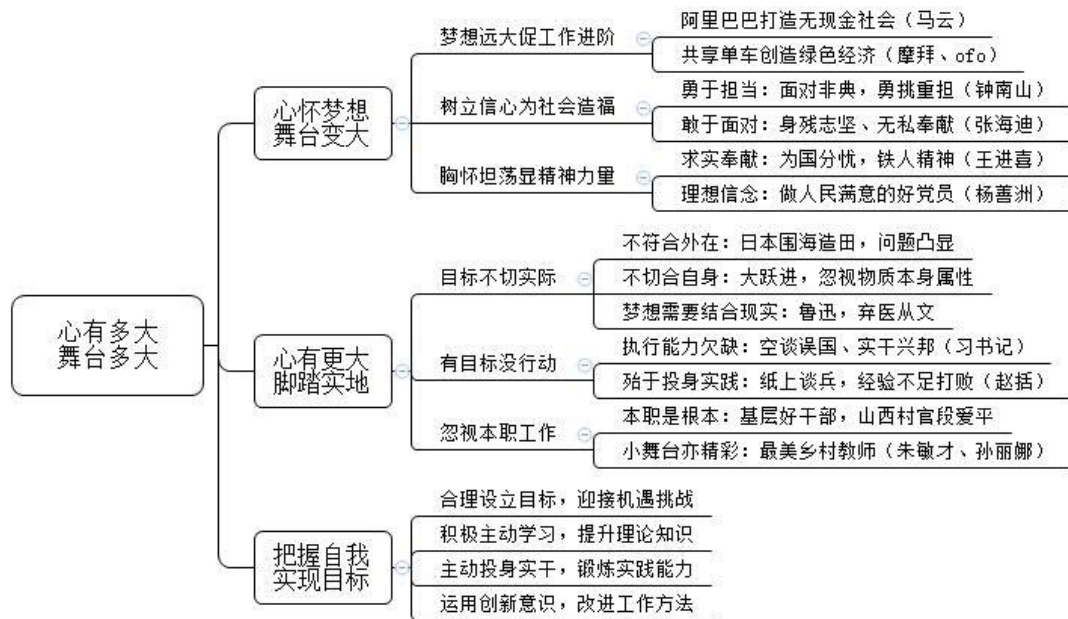 心有多大
舞台多大
心怀梦想
舞台变大
梦想远大促工作进阶
阿里巴巴打造无现金社会（马云）
共享单车创造绿色经济（摩拜、ofo）
树立信心为社会造福
勇于担当：面对非典，勇挑重担（钟南山）
敢于面对：身残志坚、无私奉献（张海迪）
胸怀坦荡显精神力量
求实奉献：为国分忧，铁人精神（王进喜）
理想信念：做人民满意的好党员（杨善洲）
心有更大
脚踏实地
目标不切实际
不符合外在：日本围海造田，问题凸显
不切合自身：大跃进，忽视物质本身属性
梦想需要结合现实：鲁迅，弃医从文
有目标没行动
执行能力欠缺：空谈误国、实干兴邦（习书记）
殆于投身实践：纸上谈兵，经验不足打败（赵括）
忽视本职工作
本职是根本：基层好干部，山西村官段爱平
小舞台亦精彩：最美乡村教师（朱敏才、孙丽娜）
把握自我
实现目标
合理设立目标，迎接机遇挑战
积极主动学习，提升理论知识
主动投身实干，锻炼实践能力
运用创新意识，改进工作方法